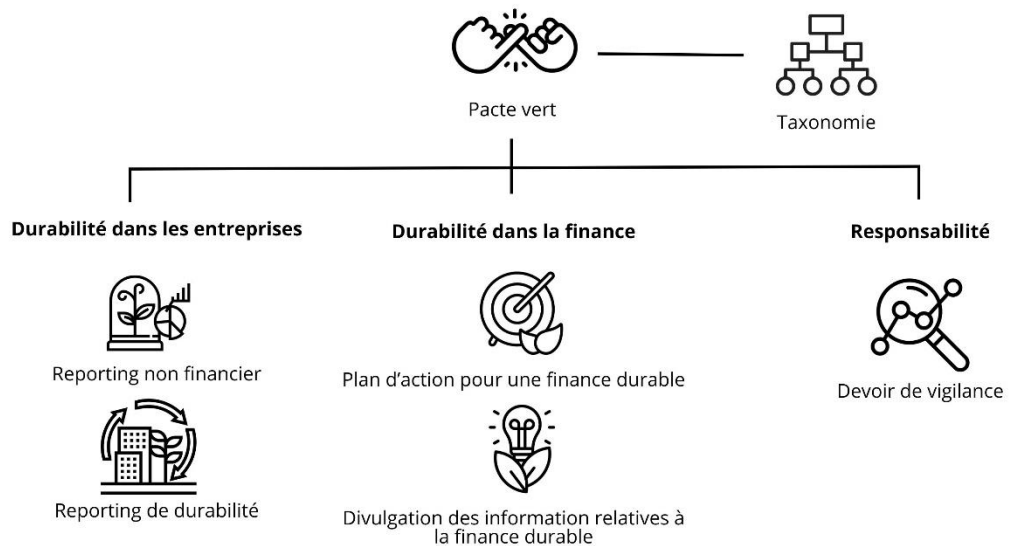 Pacte vert
Taxonomie
Durabilité dans les entreprises
Durabilité dans la finance
Responsabilité
Reporting non financier
Plan d’action pour une finance durable
Devoir de vigilance
Reporting de durabilité
Divulgation des information relatives à
la finance durable